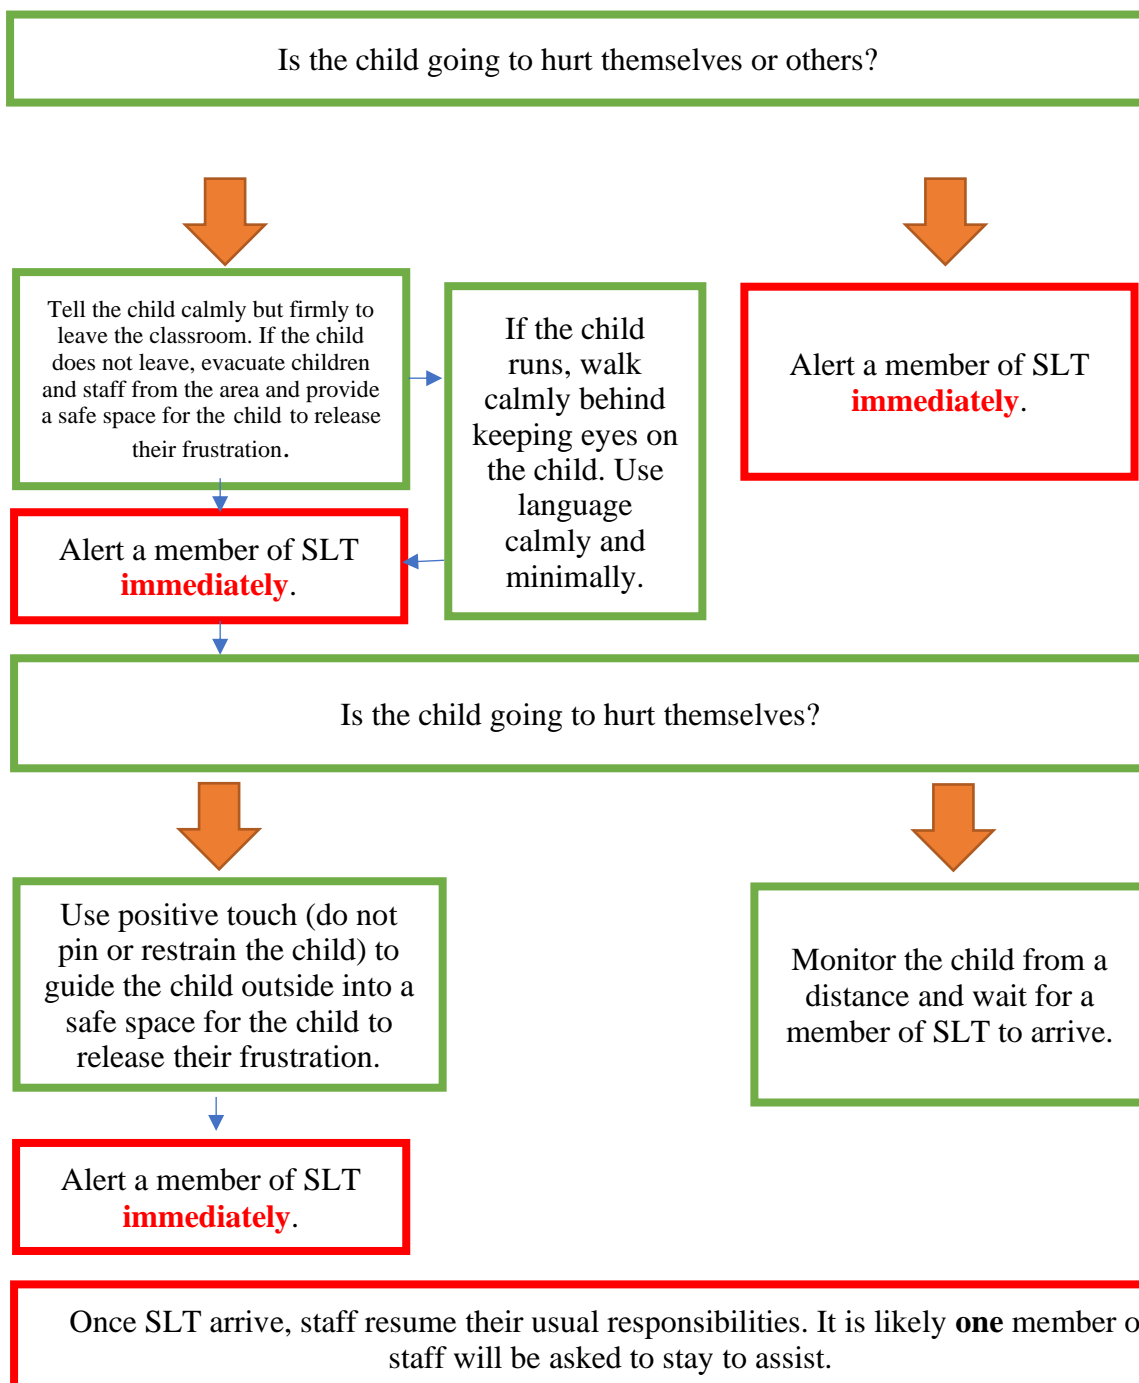 Is the child going to hurt themselves or others?
Tell the child calmly but firmly to
leave the classroom. If the child
does not leave, evacuate children
and staff from the area and provide
a safe space for the child to release
their frustration.
If the child
runs, walk
calmly behind
keeping eyes on
the child. Use
language
calmly and
minimally.
Alert a member of SLT
immediately.
Alert a member of SLT
immediately.
Is the child going to hurt themselves?
Use positive touch (do not
pin or restrain the child) to
guide the child outside into a
safe space for the child to
release their frustration.
Monitor the child from a
distance and wait for a
member of SLT to arrive.
Alert a member of SLT
immediately.
Once SLT arrive, staff resume their usual responsibilities. It is likely one member o
staff will be asked to stay to assist.